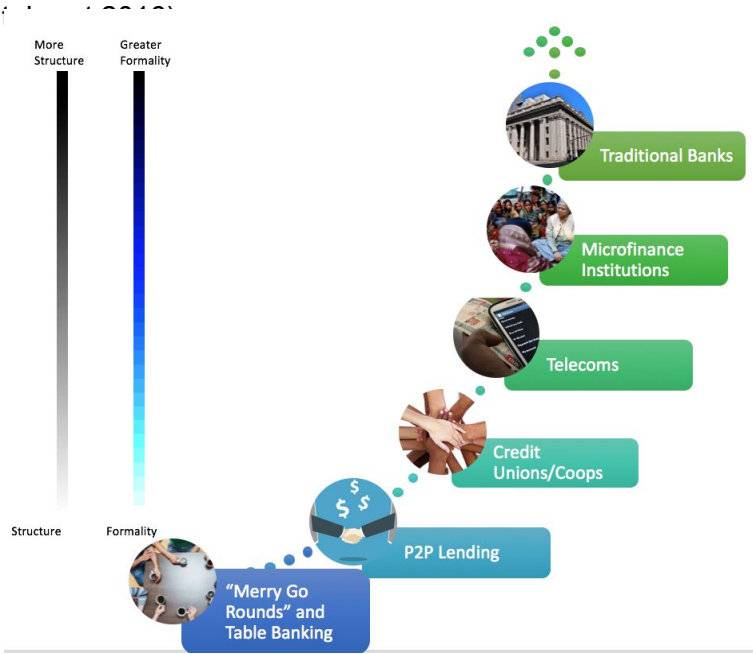 More
Structure
Greater
Formality
Traditional Banks
Microfinance
Institutions
Telecoms
Credit
Unions/Coops
$
$ $
P2P Lending
Structure
Formality
“Merry Go
Rounds” and
Table Banking